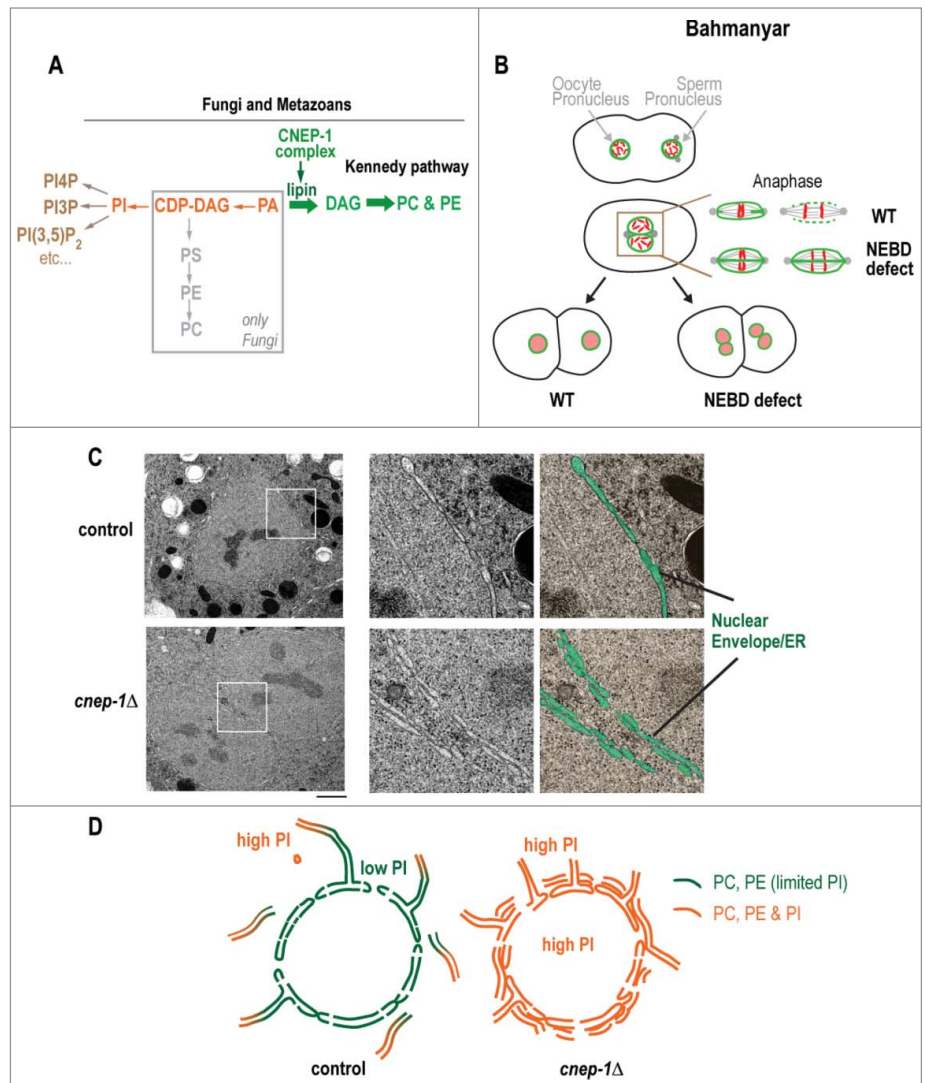 Bahmanyar
A
Fungi and Metazoans
CNEP-1
complex
Kennedy pathway
lipin
PI4P
PI3P
PI(3,5)P2
etc...
PI
CDP-DAG
PA
DAG
PC & PE
PS
PE
PC
only
Fungi
B
Oocyte
Pronucleus
Sperm
Pronucleus
Anaphase
WT
NEBD
defect
WT
NEBD defect
C
control
cnep-1Δ
Nuclear
Envelope/ER
D
high PI
low PI
high PI
high PI
PC, PE (limited PI)
PC, PE & PI
control
cnep-1Δ